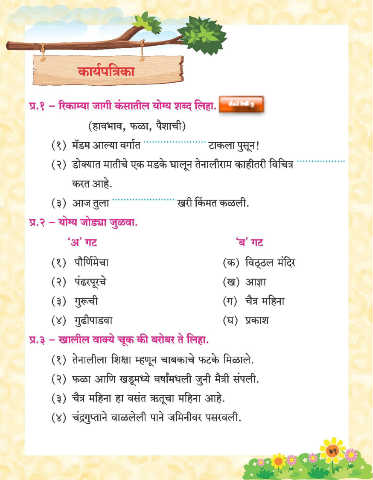 कार्यपत्रिका
प्र.१ – रिकाम्या जागी कंसातील योग्य शब्द लिहा.
(हावभाव, फळा, पैशाची)
(१) मॅडम आल्या वर्गात .................... टाकला पुसून!
(२) डोक्यात मातीचे एक मडके घालून तेनालीराम काहीतरी विचित्र ....................
करत आहे.
(३) आज तुला .................... खरी किंमत कळली.
प्र.२ – योग्य जोड्या जुळवा.
'अ' गट 'ब' गट
(१) पौर्णिमेचा (क) विठ्ठल मंदिर
(२) पंढरपूरचे (ख) आज्ञा
(३) गुरूची (ग) चैत्र महिना
(४) गुढीपाडवा (घ) प्रकाश
प्र.३ – खालील वाक्ये चूक की बरोबर ते लिहा.
(१) तेनालीला शिक्षा म्हणून चाबकाचे फटके मिळाले.
(२) फळा आणि खडूमध्ये वर्षांमधली जुनी मैत्री संपली.
(३) चैत्र महिना हा वसंत ऋतूचा महिना आहे.
(४) चंद्रगुप्ताने वाळलेली पाने जमिनीवर पसरवली.